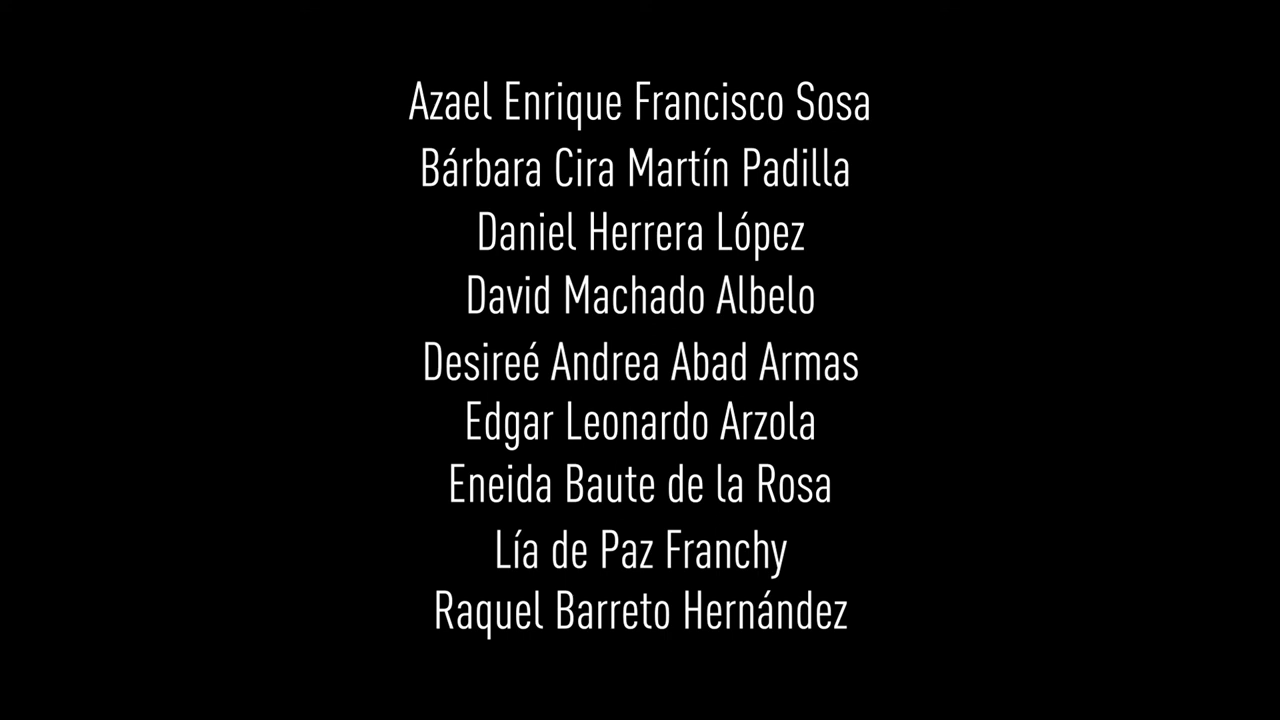 Azael Enrique Francisco Sosa
Bárbara Cira Martín Padilla
Daniel Herrera López
David Machado Albelo
Desireé Andrea Abad Armas
Edgar Leonardo Arzola
Eneida Baute de la Rosa
Lía de Paz Franchy
Raquel Barreto Hernández